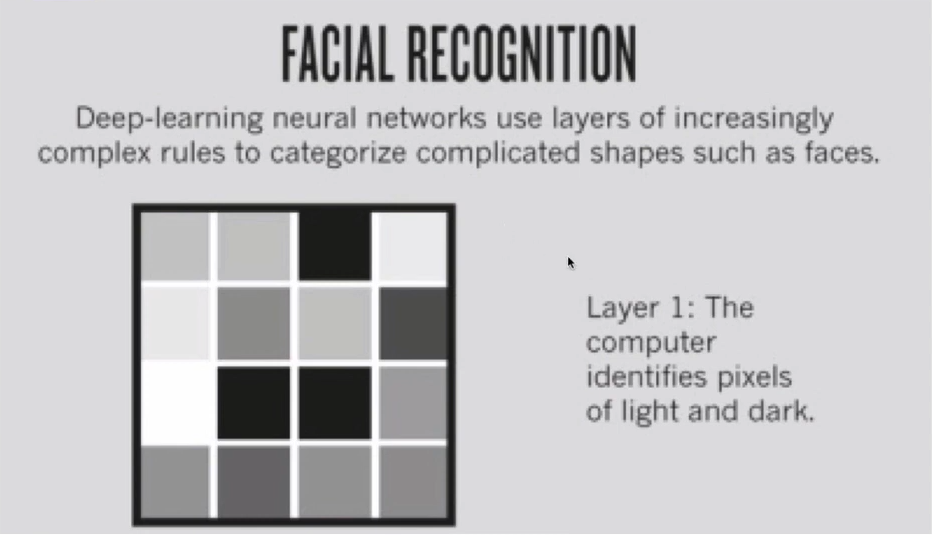 FACIAL RECOGNITION
Deep-learning neural networks use layers of increasingly
complex rules to categorize complicated shapes such as faces.
Layer 1: The
computer
identifies pixels
of light and dark.